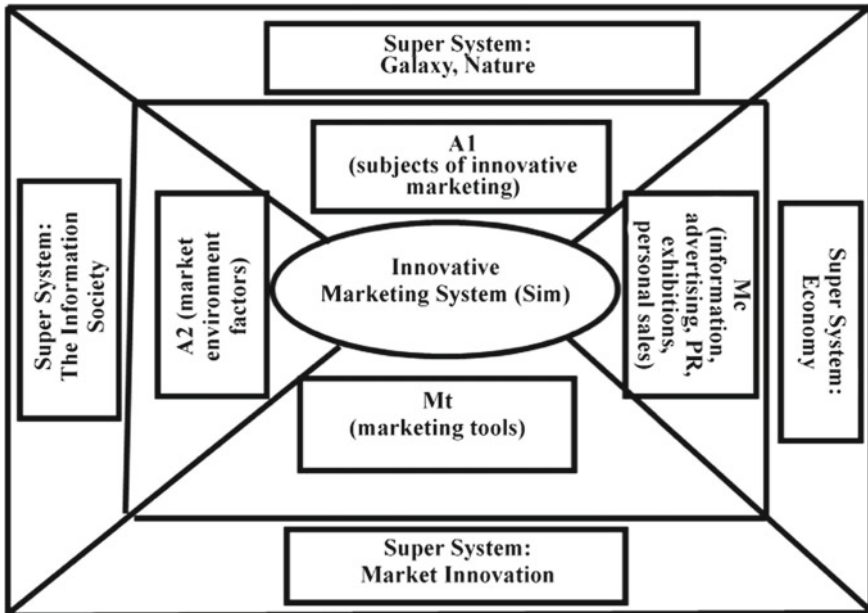 Super System:
Galaxy, Nature
A1
(subjects of innovative
marketing)
Super System:
The Information
Society
A2 (market
environment
factors)
Innovative
Marketing System (Sim)
Mc
(information,
advertising, PR,
exhibitions,
personal sales)
Super System:
Economy
Mt
(marketing tools)
Super System:
Market Innovation